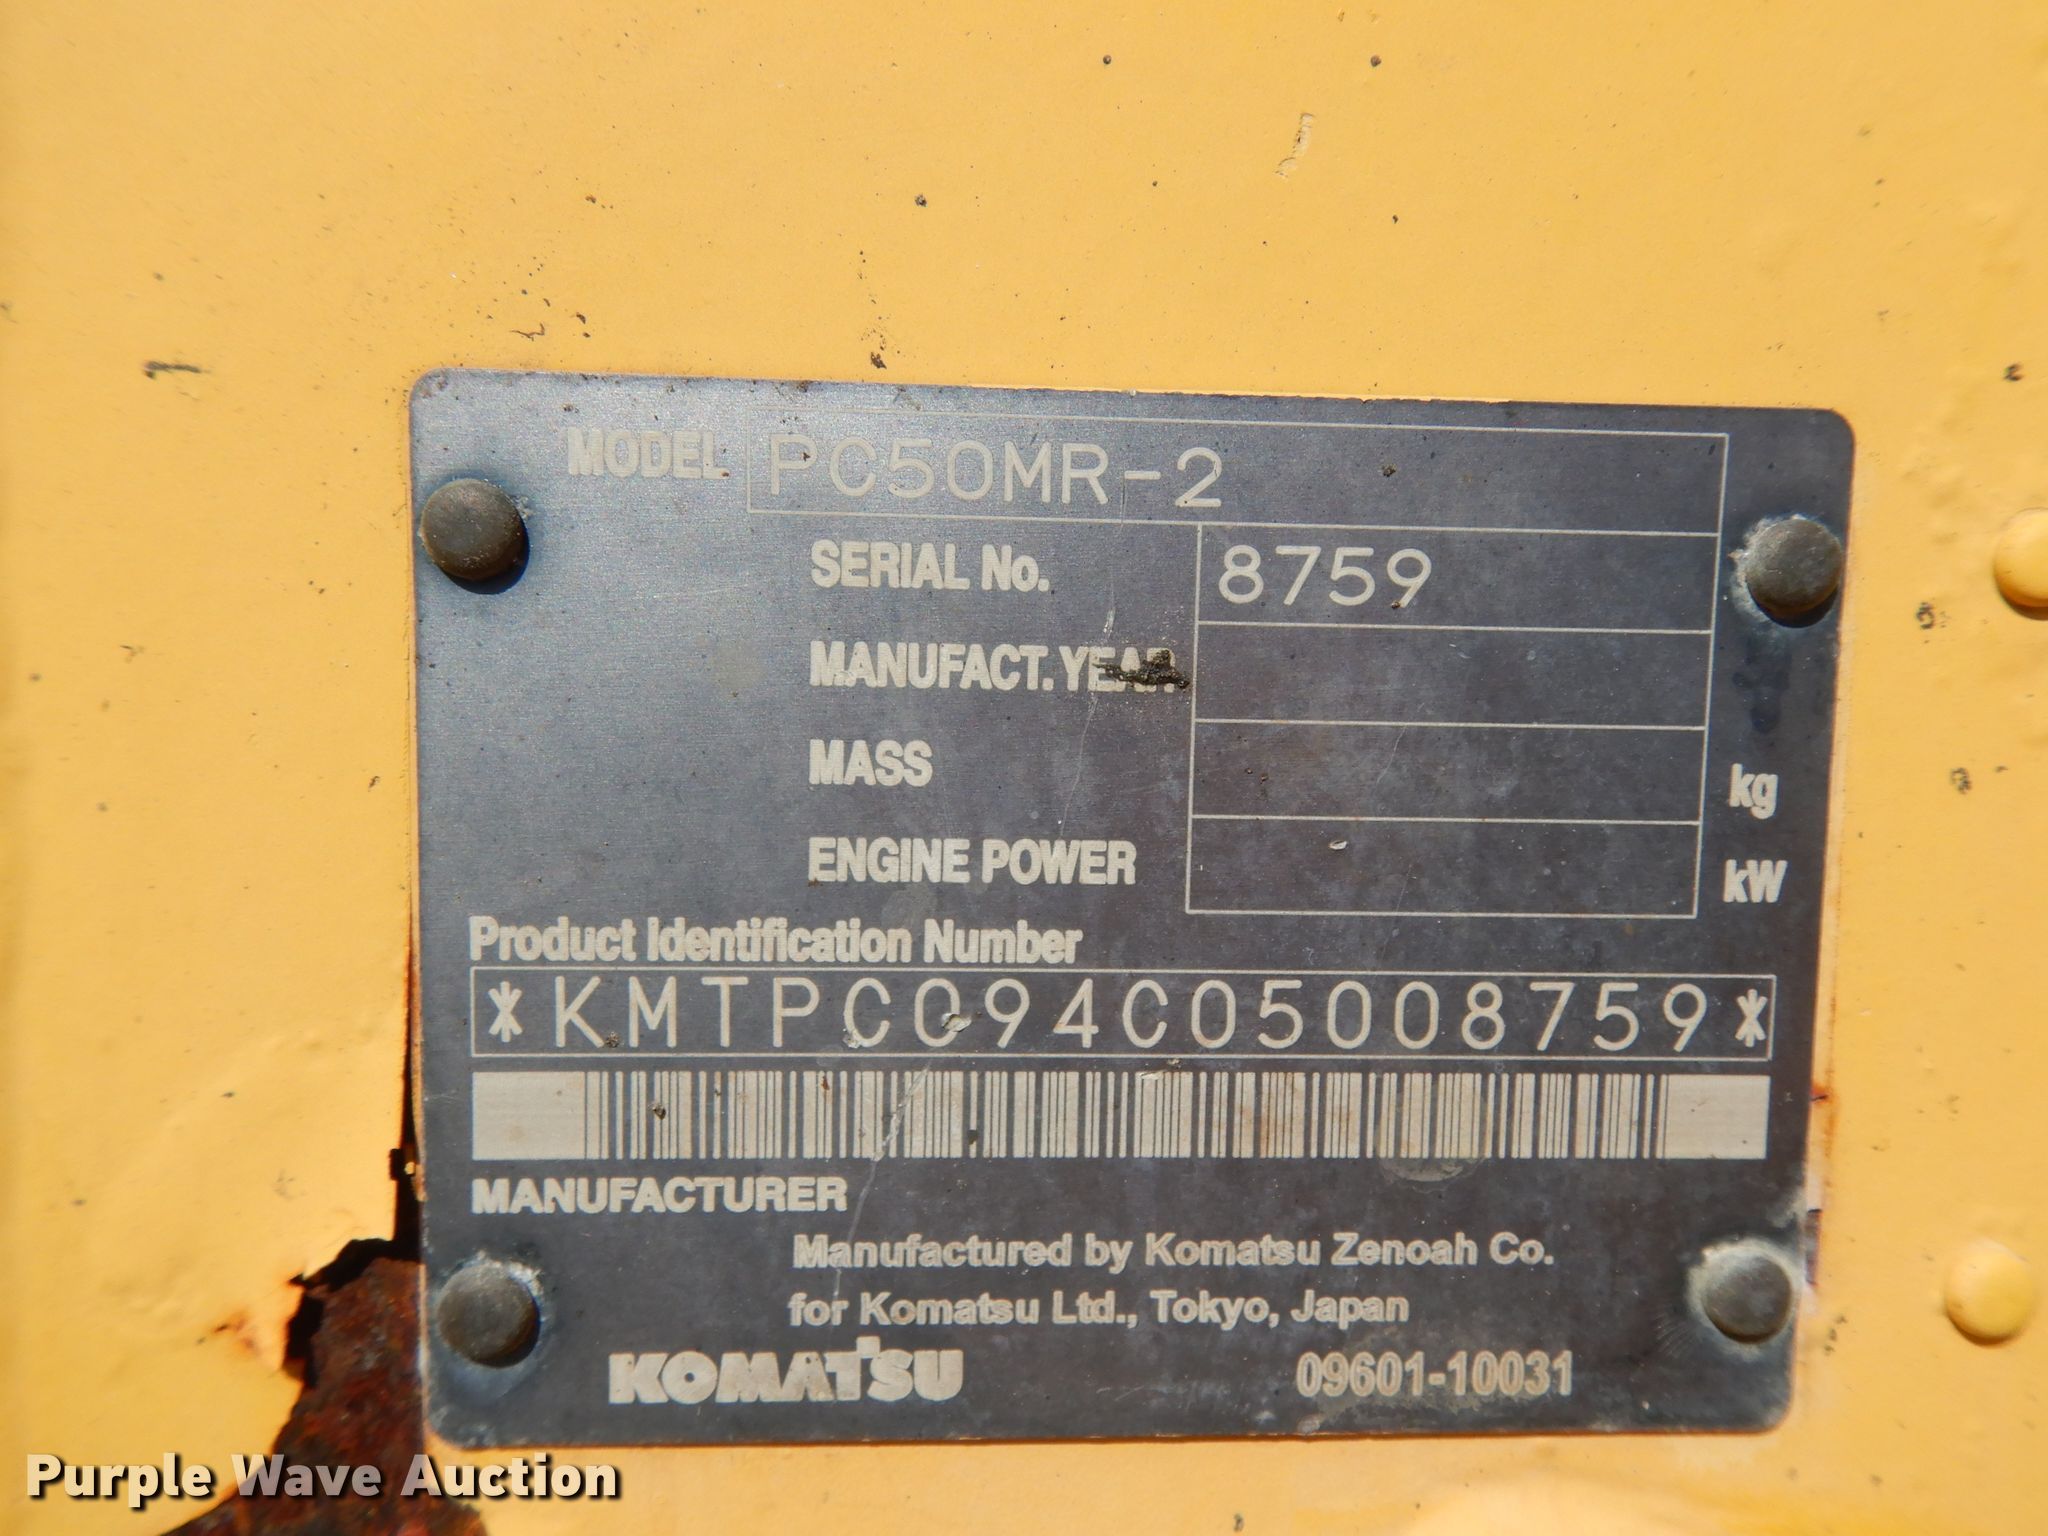 MODEL PC50MR-2
SERIAL No. 8759
MANUFACT. YEAR.
MASS kg
ENGINE POWER kW
Product Identification Number
*KMTPC094C05008759*
MANUFACTURER
Manufactured by Komatsu Zenoah Co.
for Komatsu Ltd., Tokyo, Japan
KOMATSU 09601-10031
Purple Wave Auction